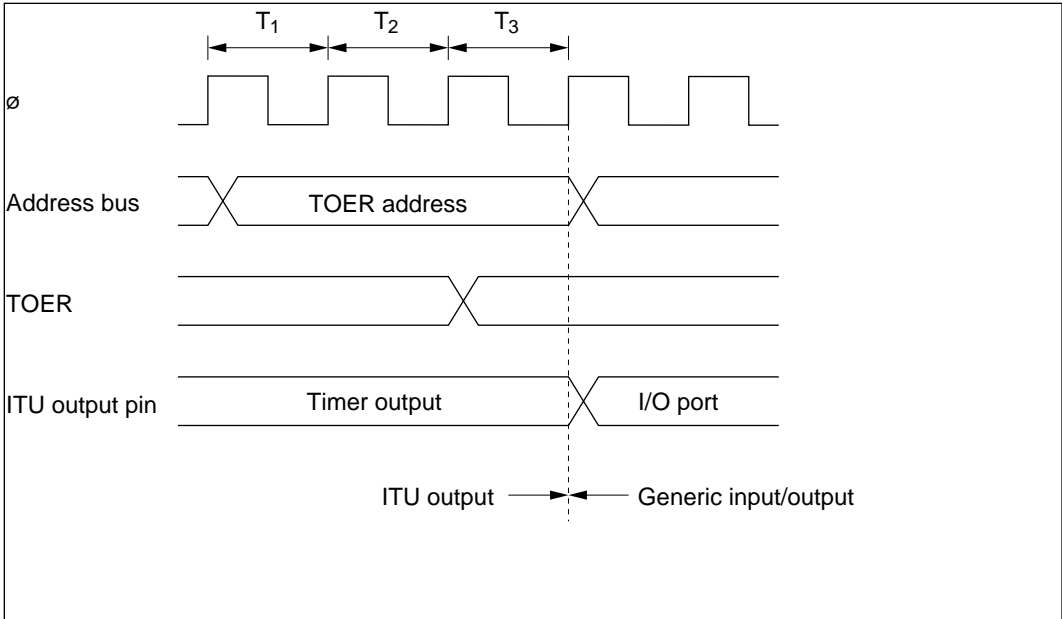 T1 T2 T3
ø
Address bus TOER address
TOER
ITU output pin Timer output I/O port
ITU output Generic input/output